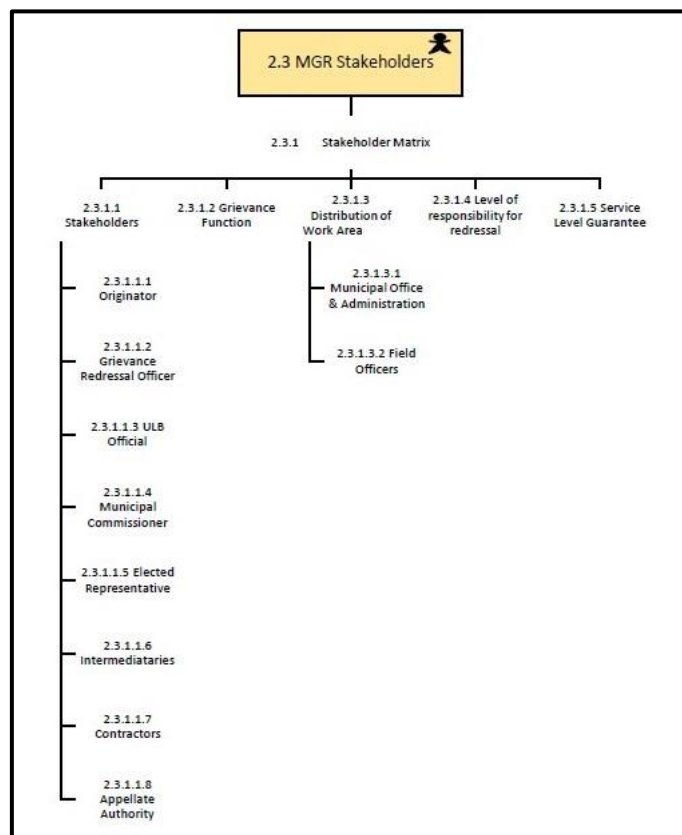 2.3 MGR Stakeholders
2.3.1 Stakeholder Matrix
2.3.1.1
Stakeholders
2.3.1.2 Grievance
Function
2.3.1.3
Distribution of
Work Area
2.3.1.4 Level of
responsibility for
redressal
2.3.1.5 Service
Level Guarantee
2.3.1.1.1
Originator
2.3.1.1.2
Grievance
Redressal Officer
2.3.1.1.3 ULB
Official
2.3.1.1.4
Municipal
Commissioner
2.3.1.1.5 Elected
Representative
2.3.1.1.6
Intermediataries
2.3.1.1.7
Contractors
2.3.1.1.8
Appellate
Authority
2.3.1.3.1
Municipal Office
& Administration
2.3.1.3.2 Field
Officers